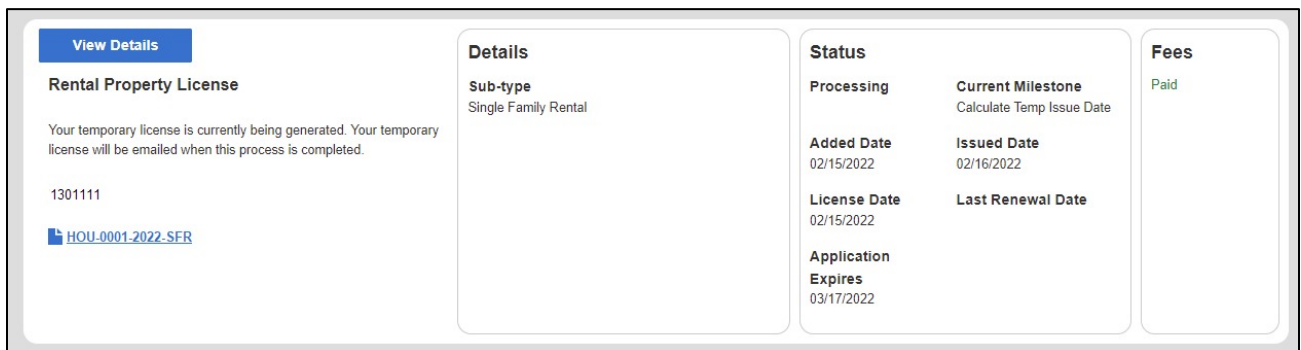 View Details
Rental Property License
Your temporary license is currently being generated. Your temporary
license will be emailed when this process is completed.
1301111
HOU-0001-2022-SFR
Details
Sub-type
Single Family Rental
Status
Processing
Current Milestone
Calculate Temp Issue Date
Added Date
02/15/2022
Issued Date
02/16/2022
License Date
02/15/2022
Last Renewal Date
Application
Expires
03/17/2022
Fees
Paid